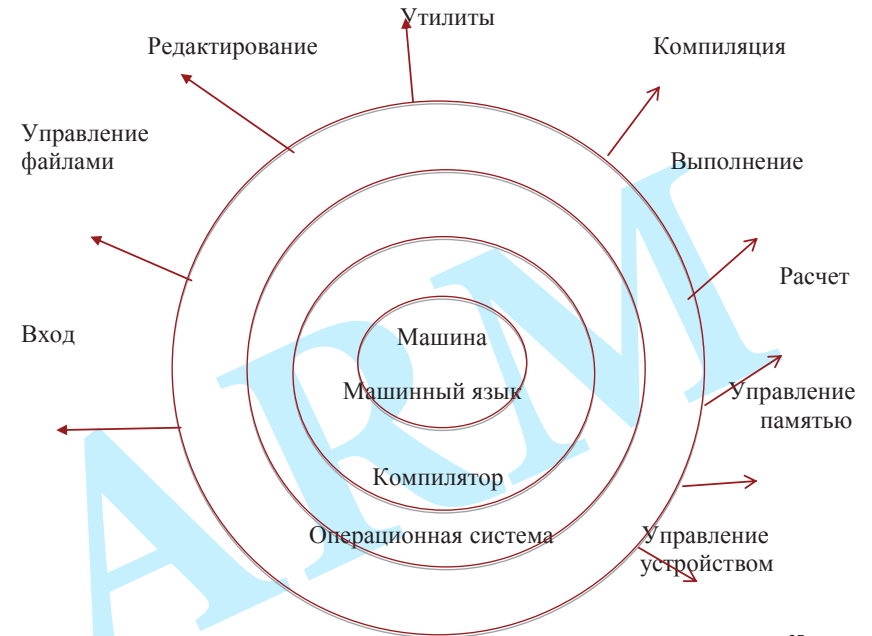 Утилиты
Редактирование
Компиляция
Управление
файлами
Выполнение
Расчет
Вход
Машина
Машинный язык
Управление
памятью
Компилятор
Операционная система
Управление
устройством
ARM